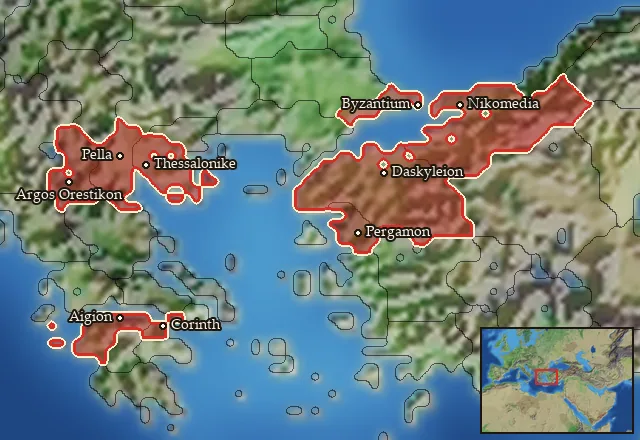 Byzantium
Nikomedia
Pella
Thessalonike
Daskyleion
Argos Orestikon
Pergamon
Aigion
Corinth